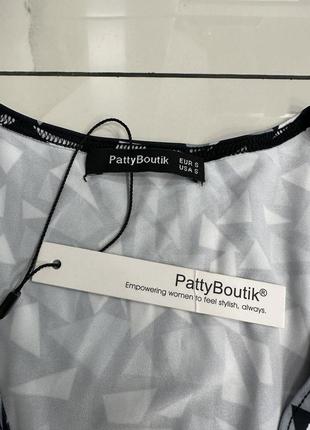 PattyBoutik
EUR S
USA S
PattyBoutik®
Empowering women to feel stylish, always.